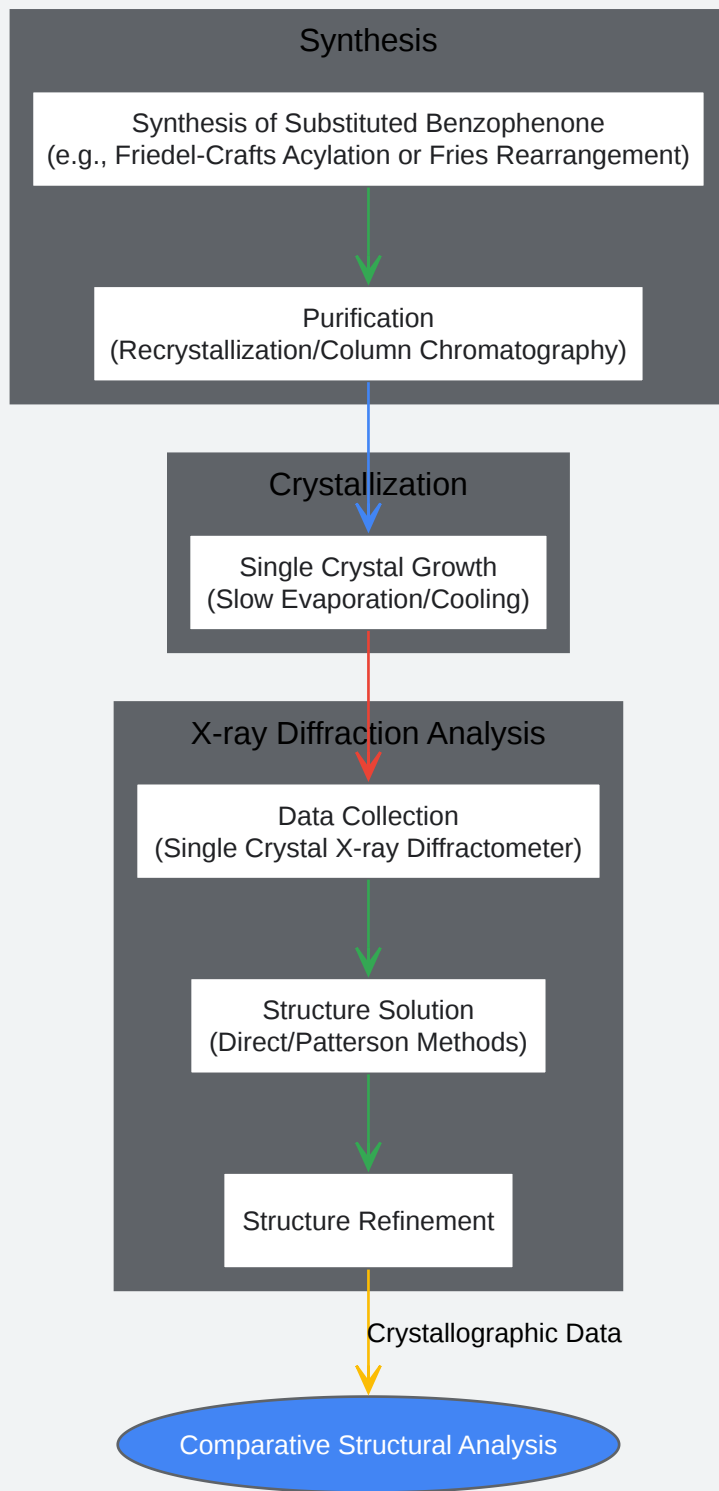 Synthesis
Synthesis of Substituted Benzophenone
(e.g., Friedel-Crafts Acylation or Fries Rearrangement)
Purification
(Recrystallization/Column Chromatography)
Crystallization
Single Crystal Growth
(Slow Evaporation/Cooling)
X-ray Diffraction Analysis
Data Collection
(Single Crystal X-ray Diffractometer)
Structure Solution
(Direct/Patterson Methods)
Structure Refinement
Crystallographic Data
Comparative Structural Analysis